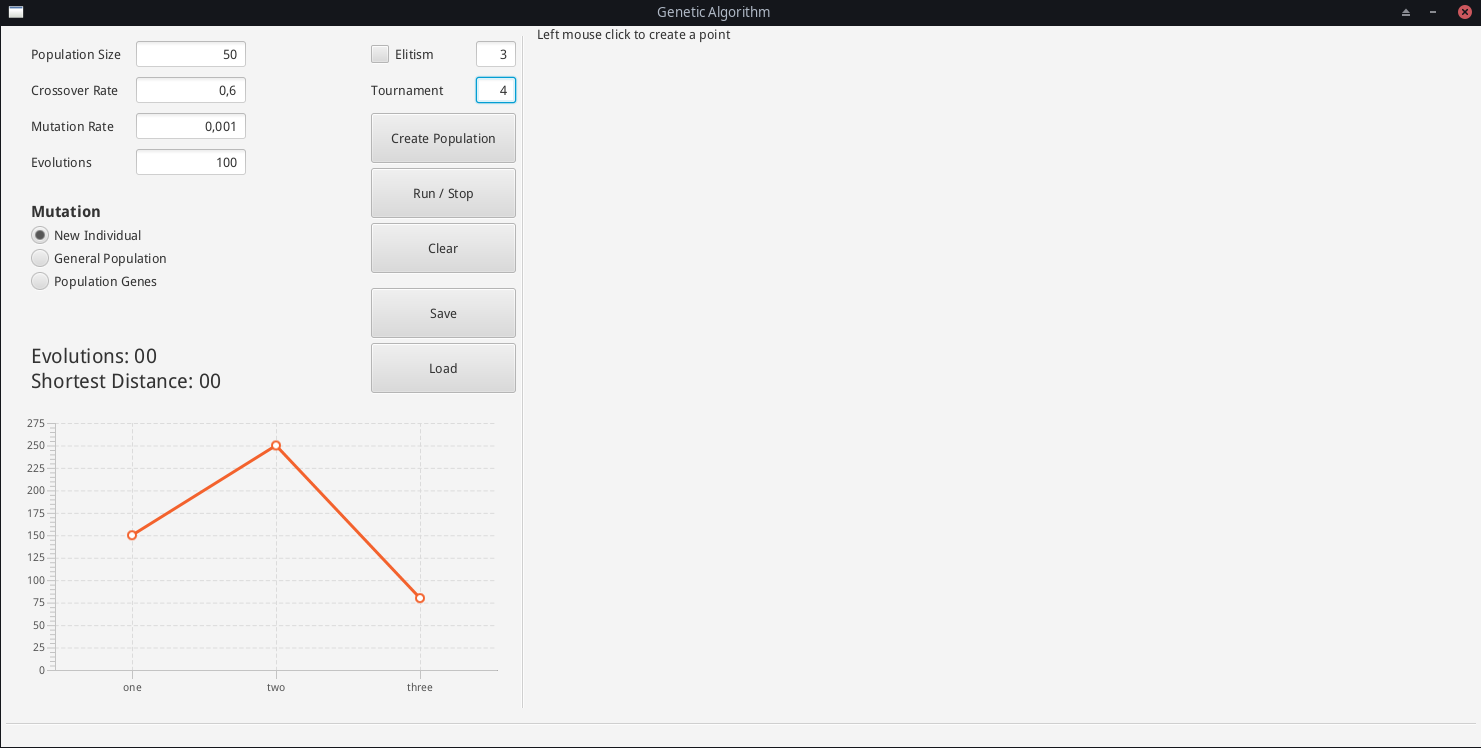 Genetic Algorithm
Population Size 50
Crossover Rate 0,6
Mutation Rate 0,001
Evolutions 100
Elitism 3
Tournament 4
Create Population
Run / Stop
Clear
Save
Load
Mutation
New Individual
General Population
Population Genes
Evolutions: 00
Shortest Distance: 00
275
250
225
200
175
150
125
100
75
50
25
0
one two three
Left mouse click to create a point